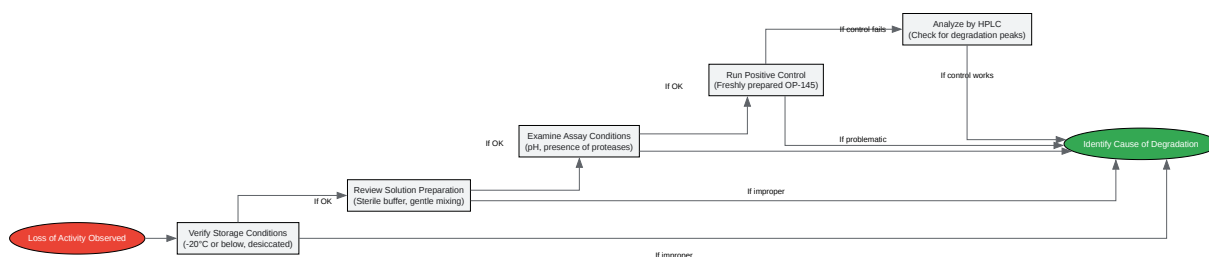 Analyze by HPLC
(Check for degradation peaks)
If control fails
If control works
Run Positive Control
(Freshly prepared OP-145)
If OK
Examine Assay Conditions
(pH, presence of proteases)
If OK
If problematic
Identify Cause of Degradation
Review Solution Preparation
(Sterile buffer, gentle mixing)
If OK
If improper
Loss of Activity Observed
Verify Storage Conditions
(-20°C or below, desiccated)
If improper